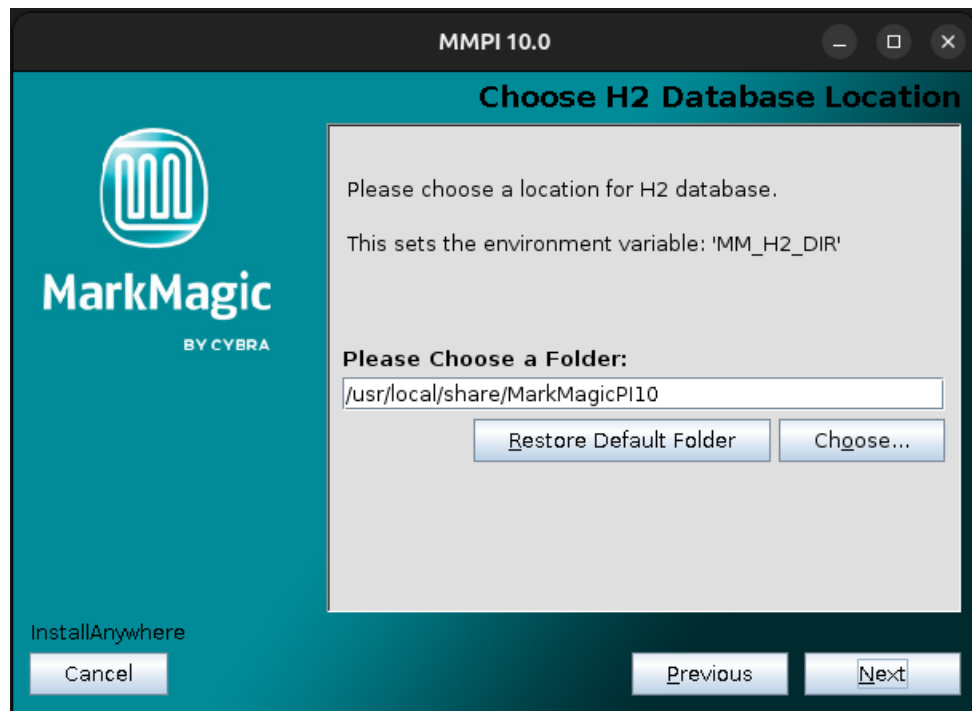 MMPI 10.0
Choose H2 Database Location
MarkMagic
BY CYBRA
Please choose a location for H2 database.
This sets the environment variable: 'MM_H2_DIR'
Please Choose a Folder:
/usr/local/share/MarkMagicPI10
Restore Default Folder
Choose...
InstallAnywhere
Cancel
Previous
Next